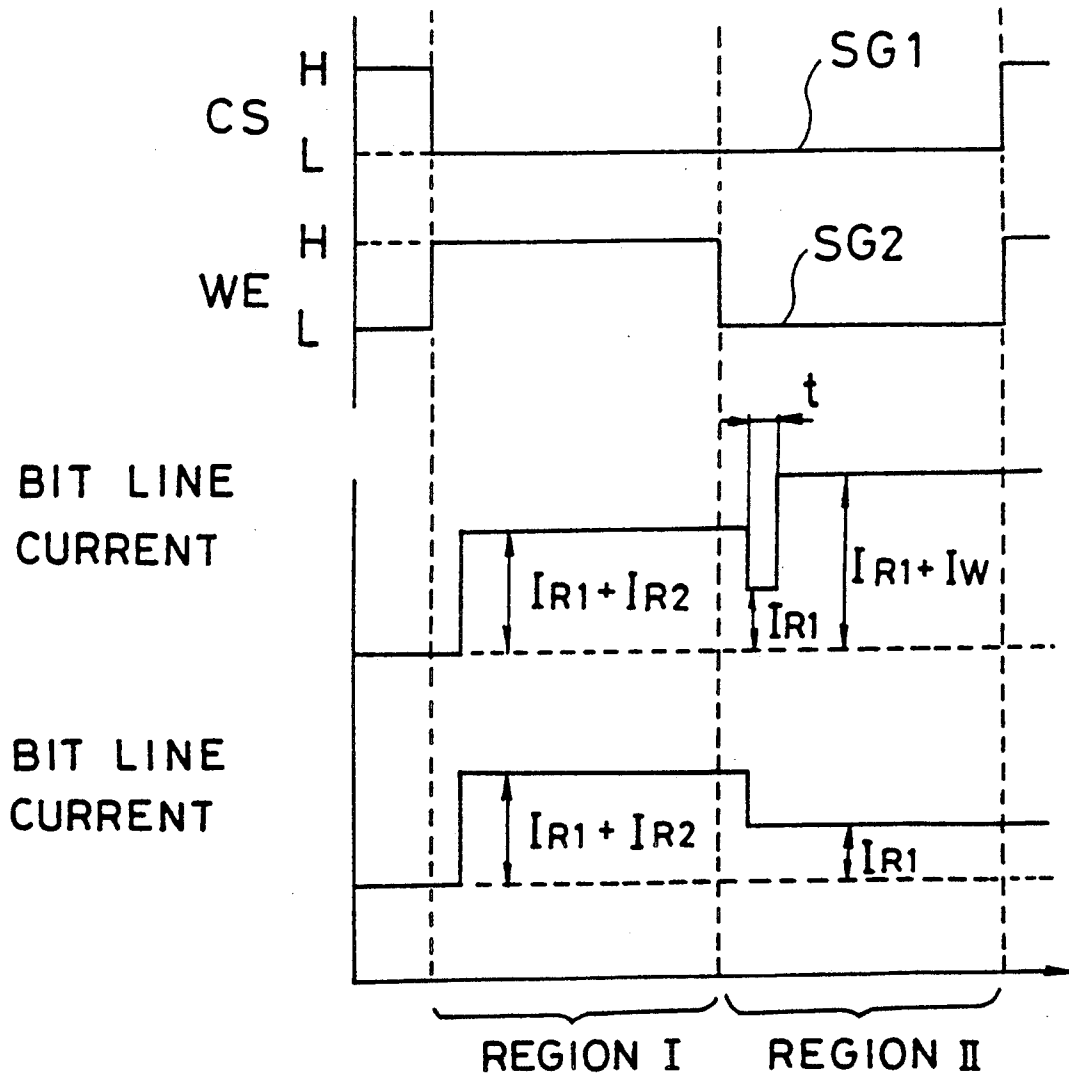 H
SG1
CS
L
H
SG2
WE
L
t
BIT LINE
CURRENT
IR1 + IR2
IR1
IR1 + IW
BIT LINE
CURRENT
IR1 + IR2
IR1
REGION I
REGION II